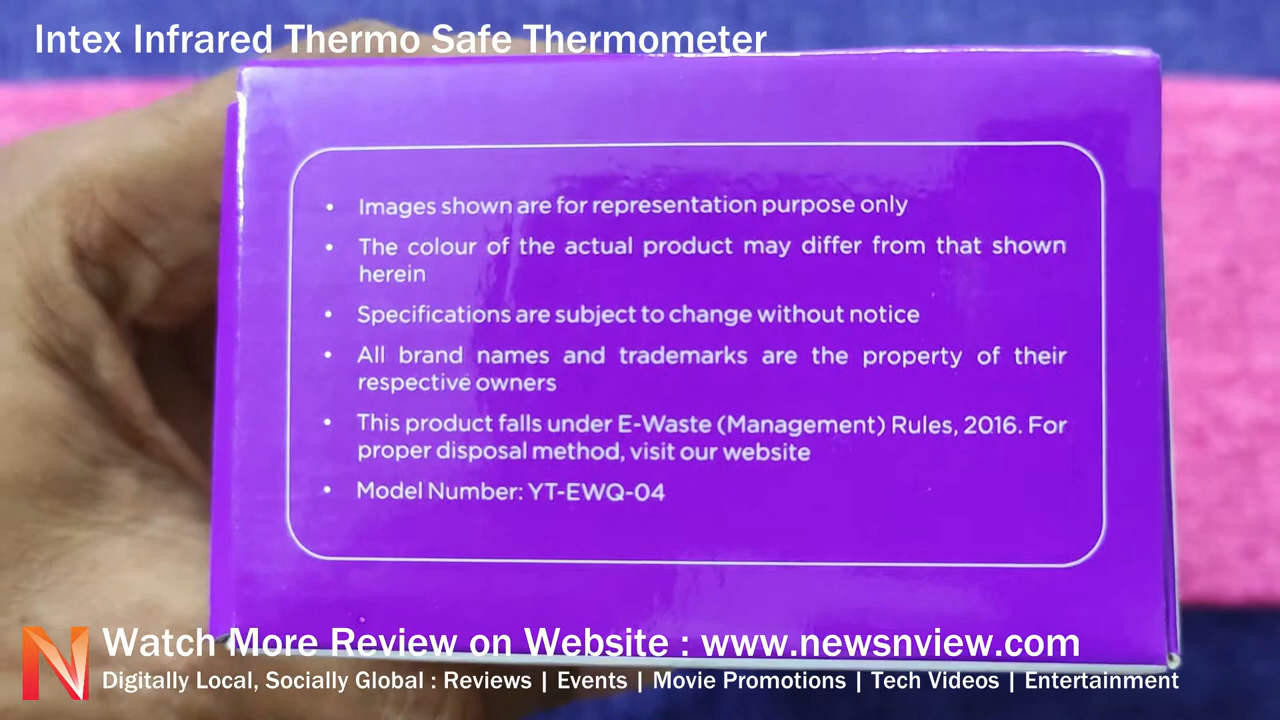 Intex Infrared Thermo Safe Thermometer
• Images shown are for representation purpose only
• The colour of the actual product may differ from that shown
herein
• Specifications are subject to change without notice
• All brand names and trademarks are the property of their
respective owners
• This product falls under E-Waste (Management) Rules, 2016. For
proper disposal method, visit our website
• Model Number: YT-EWQ-04
N
Watch More Review on Website : www.newsnview.com
Digitally Local, Socially Global : Reviews | Events | Movie Promotions | Tech Videos | Entertainment